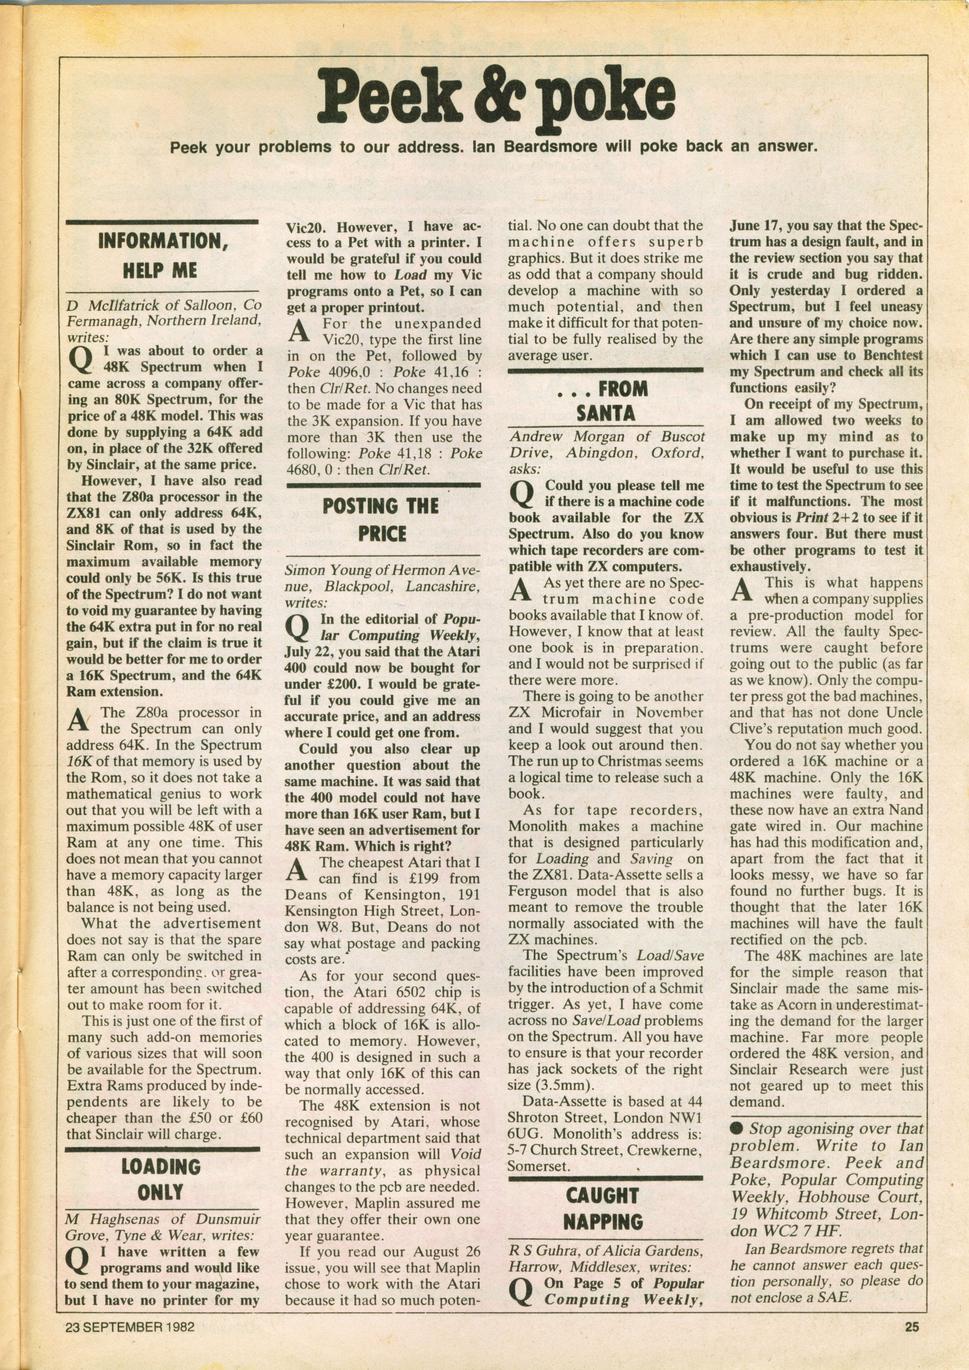 Peek & poke
Peek your problems to our address. Ian Beardsmore will poke back an answer.
INFORMATION,
HELP ME
D McIlfatrick of Salloon, Co
Fermanagh, Northern Ireland,
writes:
Q I was about to order a
48K Spectrum when I
came across a company offer-
ing an 80K Spectrum, for the
price of a 48K model. This was
done by supplying a 64K add
on, in place of the 32K offered
by Sinclair, at the same price.
However, I have also read
that the Z80a processor in the
ZX81 can only address 64K,
and 8K of that is used by the
Sinclair Rom, so in fact the
maximum available memory
could only be 56K. Is this true
of the Spectrum? I do not want
to void my guarantee by having
the 64K extra put in for no real
gain, but if the claim is true it
would be better for me to order
a 16K Spectrum, and the 64K
Ram extension.
A The Z80a processor in
the Spectrum can only
address 64K. In the Spectrum
16K of that memory is used by
the Rom, so it does not take a
mathematical genius to work
out that you will be left with a
maximum possible 48K of user
Ram at any one time. This
does not mean that you cannot
have a memory capacity larger
than 48K, as long as the
balance is not being used.
What the advertisement
does not say is that the spare
Ram can only be switched in
after a corresponding, or grea-
ter amount has been switched
out to make room for it.
This is just one of the first of
many such add-on memories
of various sizes that will soon
be available for the Spectrum.
Extra Rams produced by inde-
pendents are likely to be
cheaper than the £50 or £60
that Sinclair will charge.
LOADING
ONLY
M Haghsenas of Dunsmuir
Grove, Tyne & Wear, writes:
Q I have written a few
programs and would like
to send them to your magazine,
but I have no printer for my
Vic20. However, I have ac-
cess to a Pet with a printer. I
would be grateful if you could
tell me how to Load my Vic
programs onto a Pet, so I can
get a proper printout.
A For the unexpanded
Vic20, type the first line
in on the Pet, followed by
Poke 4096,0 : Poke 41,16 :
then Clr/Ret. No changes need
to be made for a Vic that has
the 3K expansion. If you have
more than 3K then use the
following: Poke 41,18 : Poke
4680, 0 : then Clr/Ret.
POSTING THE
PRICE
Simon Young of Hermon Ave-
nue, Blackpool, Lancashire,
writes:
Q In the editorial of Popu-
lar Computing Weekly,
July 22, you said that the Atari
400 could now be bought for
under £200. I would be grate-
ful if you could give me an
accurate price, and an address
where I could get one from.
Could you also clear up
another question about the
same machine. It was said that
the 400 model could not have
more than 16K user Ram, but I
have seen an advertisement for
48K Ram. Which is right?
A The cheapest Atari that I
can find is £199 from
Deans of Kensington, 191
Kensington High Street, Lon-
don W8. But, Deans do not
say what postage and packing
costs are.
As for your second ques-
tion, the Atari 6502 chip is
capable of addressing 64K, of
which a block of 16K is allo-
cated to memory. However,
the 400 is designed in such a
way that only 16K of this can
be normally accessed.
The 48K extension is not
recognised by Atari, whose
technical department said that
such an expansion will Void
the warranty, as physical
changes to the pcb are needed.
However, Maplin assured me
that they offer their own one
year guarantee.
If you read our August 26
issue, you will see that Maplin
chose to work with the Atari
because it had so much poten-
tial. No one can doubt that the
machine offers superb
graphics. But it does strike me
as odd that a company should
develop a machine with so
much potential, and then
make it difficult for that poten-
tial to be fully realised by the
average user.
. . . FROM
SANTA
Andrew Morgan of Buscot
Drive, Abingdon, Oxford,
asks:
Q Could you please tell me
if there is a machine code
book available for the ZX
Spectrum. Also do you know
which tape recorders are com-
patible with ZX computers.
A As yet there are no Spec-
trum machine code
books available that I know of.
However, I know that at least
one book is in preparation.
and I would not be surprised if
there were more.
There is going to be another
ZX Microfair in November
and I would suggest that you
keep a look out around then.
The run up to Christmas seems
a logical time to release such a
book.
As for tape recorders,
Monolith makes a machine
that is designed particularly
for Loading and Saving on
the ZX81. Data-Assette sells a
Ferguson model that is also
meant to remove the trouble
normally associated with the
ZX machines.
The Spectrum's Load/Save
facilities have been improved
by the introduction of a Schmit
trigger. As yet, I have come
across no Save/Load problems
on the Spectrum. All you have
to ensure is that your recorder
has jack sockets of the right
size (3.5mm).
Data-Assette is based at 44
Shroton Street, London NW1
6UG. Monolith's address is:
5-7 Church Street, Crewkerne,
Somerset.
CAUGHT
NAPPING
R S Guhra, of Alicia Gardens,
Harrow, Middlesex, writes:
Q On Page 5 of Popular
Computing Weekly,
June 17, you say that the Spec-
trum has a design fault, and in
the review section you say that
it is crude and bug ridden.
Only yesterday I ordered a
Spectrum, but I feel uneasy
and unsure of my choice now.
Are there any simple programs
which I can use to Benchtest
my Spectrum and check all its
functions easily?
On receipt of my Spectrum,
I am allowed two weeks to
make up my mind as to
whether I want to purchase it.
It would be useful to use this
time to test the Spectrum to see
if it malfunctions. The most
obvious is Print 2+2 to see if it
answers four. But there must
be other programs to test it
exhaustively.
A This is what happens
when a company supplies
a pre-production model for
review. All the faulty Spec-
trums were caught before
going out to the public (as far
as we know). Only the compu-
ter press got the bad machines,
and that has not done Uncle
Clive's reputation much good.
You do not say whether you
ordered a 16K machine or a
48K machine. Only the 16K
machines were faulty, and
these now have an extra Nand
gate wired in. Our machine
has had this modification and,
apart from the fact that it
looks messy, we have so far
found no further bugs. It is
thought that the later 16K
machines will have the fault
rectified on the pcb.
The 48K machines are late
for the simple reason that
Sinclair made the same mis-
take as Acorn in underestimat-
ing the demand for the larger
machine. Far more people
ordered the 48K version, and
Sinclair Research were just
not geared up to meet this
demand.
● Stop agonising over that
problem. Write to Ian
Beardsmore. Peek and
Poke, Popular Computing
Weekly, Hobhouse Court,
19 Whitcomb Street, Lon-
don WC2 7 HF.
Ian Beardsmore regrets that
he cannot answer each ques-
tion personally, so please do
not enclose a SAE.
23 SEPTEMBER 1982
25